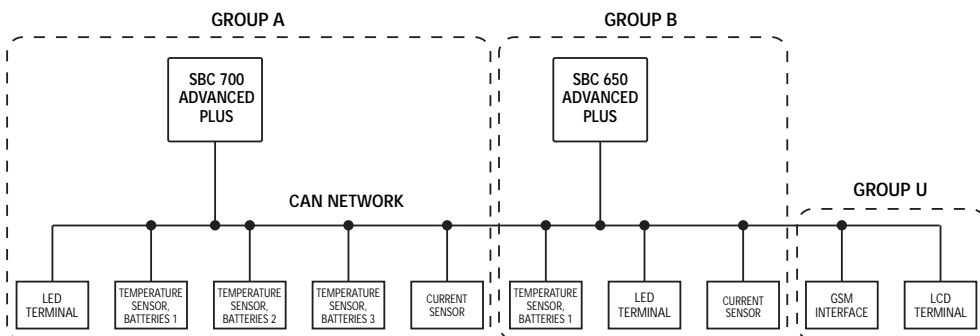 GROUP A
GROUP B
SBC 700
ADVANCED
PLUS
SBC 650
ADVANCED
PLUS
GROUP U
CAN NETWORK
LED
TERMINAL
TEMPERATURE
SENSOR,
BATTERIES 1
TEMPERATURE
SENSOR,
BATTERIES 2
TEMPERATURE
SENSOR,
BATTERIES 3
CURRENT
SENSOR
TEMPERATURE
SENSOR,
BATTERIES 1
LED
TERMINAL
CURRENT
SENSOR
GSM
INTERFACE
LCD
TERMINAL